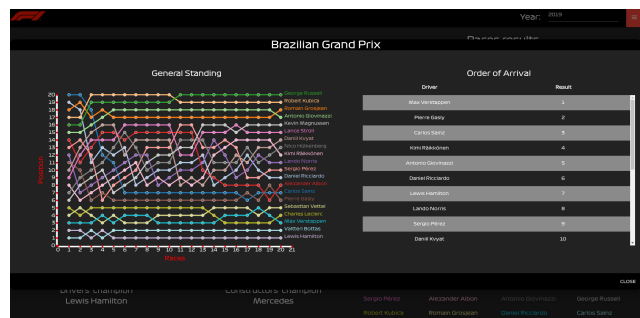 Year: 2019
Races results
Brazilian Grand Prix
General Standing
Position
20
19
18
17
16
15
14
13
12
11
10
9
8
7
6
5
4
3
2
1
0
0 1 2 3 4 5 6 7 8 9 10 11 12 13 14 15 16 17 18 19 20 21
Races
George Russell
Robert Kubica
Romain Grosjean
Antonio Giovinazzi
Kevin Magnussen
Lance Stroll
Daniil Kvyat
Nico Hülkenberg
Kimi Räikkönen
Lando Norris
Sergio Pérez
Daniel Ricciardo
Alexander Albon
Carlos Sainz
Pierre Gasly
Sebastian Vettel
Charles Leclerc
Max Verstappen
Valtteri Bottas
Lewis Hamilton
Order of Arrival
Driver Result
Max Verstappen 1
Pierre Gasly 2
Carlos Sainz 3
Kimi Räikkönen 4
Antonio Giovinazzi 5
Daniel Ricciardo 6
Lewis Hamilton 7
Lando Norris 8
Sergio Pérez 9
Daniil Kvyat 10
CLOSE
Drivers' Champion
Lewis Hamilton
Constructors' Champion
Mercedes
Sergio Pérez Alexander Albon Antonio Giovinazzi George Russell
Robert Kubica Romain Grosjean Daniel Ricciardo Carlos Sainz